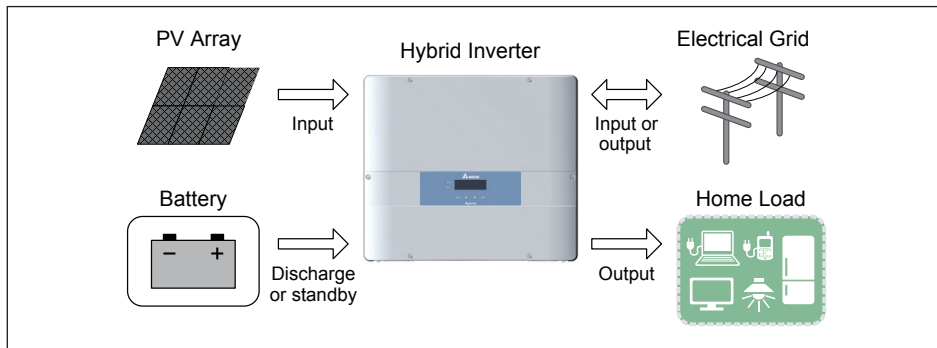 PV Array
Hybrid Inverter
Electrical Grid
Input
Input or
output
Battery
Home Load
Discharge
or standby
Output